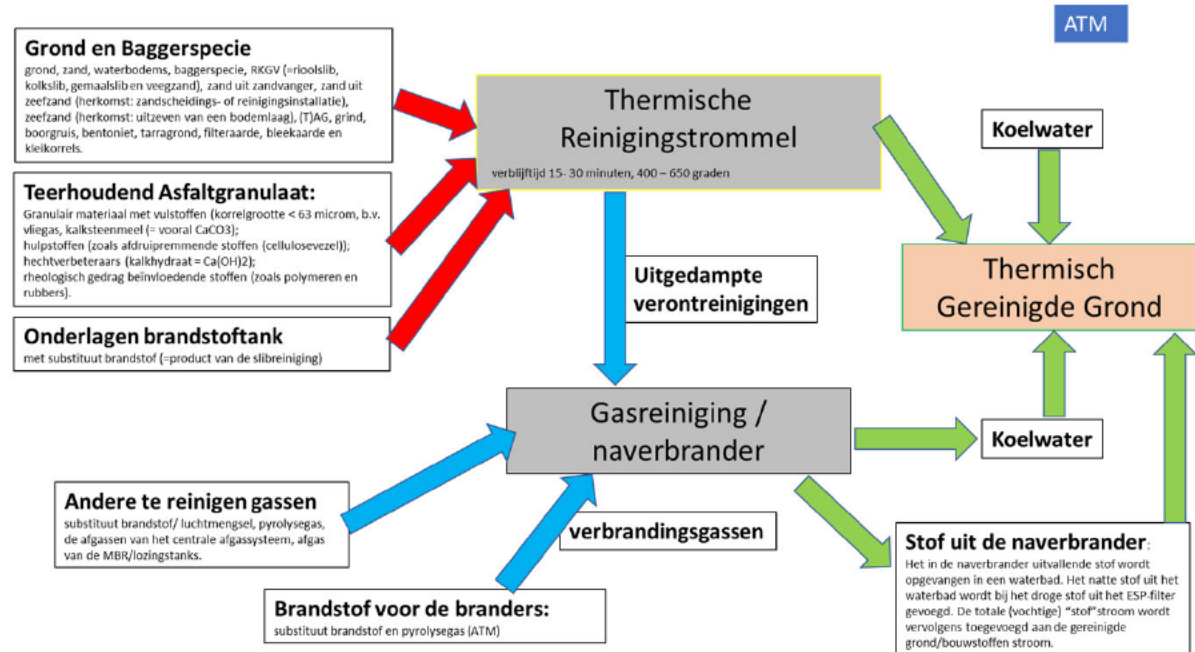 ATM
Grond en Baggerspecie
grond, zand, waterbodems, baggerspecie, RKGV (=rioolslib,
kolkslib, gemaalslib en veegzand), zand uit zandvanger, zand uit
zeefzand (herkomst: zandscheidings- of reinigingsinstallatie),
zeefzand (herkomst: uitzeven van een bodemlaag), (T)AG, grind,
boorgruis, bentoniet, tarragrond, filteraarde, bleekaarde en
kleikorrels.
Thermische
Reinigingstrommel
verblijftijd 15- 30 minuten, 400 – 650 graden
Koelwater
Teerhoudend Asfaltgranulaat:
Granulair materiaal met vulstoffen (korrelgrootte < 63 microm, b.v.
vliegas, kalksteenmeel (= vooral CaCO3);
hulpstoffen (zoals afdruipremmende stoffen (cellulosevezel));
hechtverbeteraars (kalkhydraat = Ca(OH)2);
rheologisch gedrag beïnvloedende stoffen (zoals polymeren en
rubbers).
Uitgedampte
verontreinigingen
Thermisch
Gereinigde Grond
Onderlagen brandstoftank
met substituut brandstof (=product van de slibreiniging)
Gasreiniging /
naverbrander
Koelwater
Andere te reinigen gassen
substituut brandstof/ luchtmengsel, pyrolysegas,
de afgassen van het centrale afgassysteem, afgas
van de MBR/lozingstanks.
verbrandingsgassen
Stof uit de naverbrander:
Het in de naverbrander uitvallende stof wordt
opgevangen in een waterbad. Het natte stof uit het
waterbad wordt bij het droge stof uit het ESP-filter
gevoegd. De totale (vochtige) “stof”stroom wordt
vervolgens toegevoegd aan de gereinigde
grond/bouwstoffen stroom.
Brandstof voor de branders:
substituut brandstof en pyrolysegas (ATM)